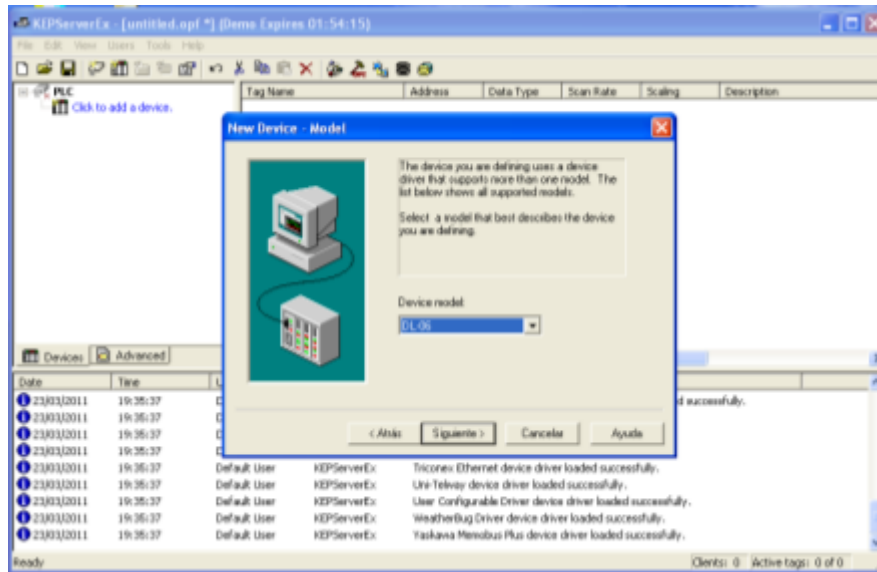 KEPServerEx - [untitled.opf *] (Demo Expires 01:54:15)
File Edit View Users Tools Help
PLC
Click to add a device.
Tag Name Address Data Type Scan Rate Scaling Description
New Device - Model
The device you are defining uses a device
driver that supports more than one model. The
list below shows all supported models.
Select a model that best describes the device
you are defining.
Device model:
DL-06
< Atrás Siguiente > Cancelar Ayuda
Devices Advanced
Date Time
23/03/2011 19:35:37 d successfully.
23/03/2011 19:35:37
23/03/2011 19:35:37
23/03/2011 19:35:37
23/03/2011 19:35:37 Default User KEPServerEx Triconex Ethernet device driver loaded successfully.
23/03/2011 19:35:37 Default User KEPServerEx Uni-Telway device driver loaded successfully.
23/03/2011 19:35:37 Default User KEPServerEx User Configurable Driver device driver loaded successfully.
23/03/2011 19:35:37 Default User KEPServerEx WeatherBug Driver device driver loaded successfully.
23/03/2011 19:35:37 Default User KEPServerEx Yaskawa Memobus Plus device driver loaded successfully.
Ready Clients: 0 Active tags: 0 of 0